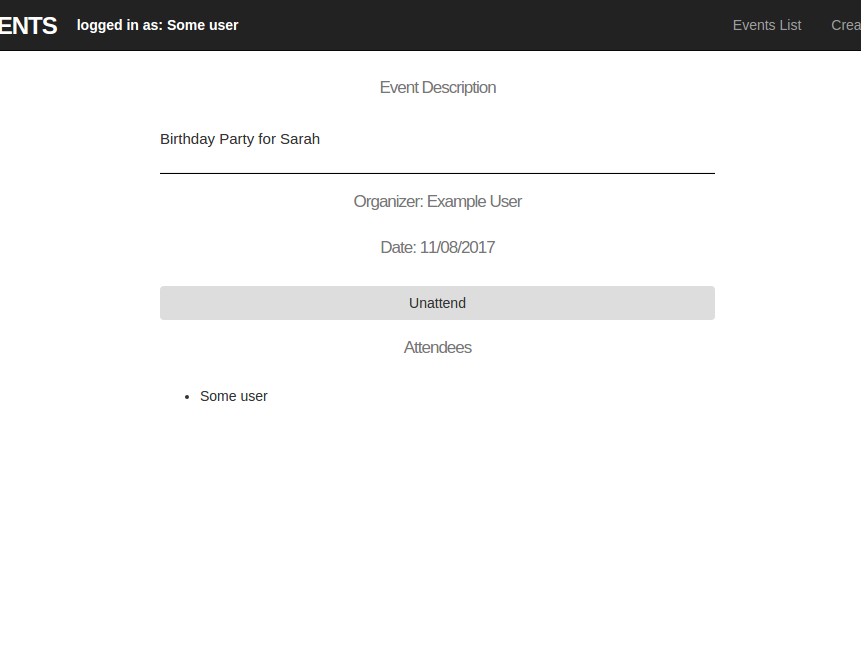 ENTS logged in as: Some user Events List Crea
Event Description
Birthday Party for Sarah
Organizer: Example User
Date: 11/08/2017
Unattend
Attendees
• Some user